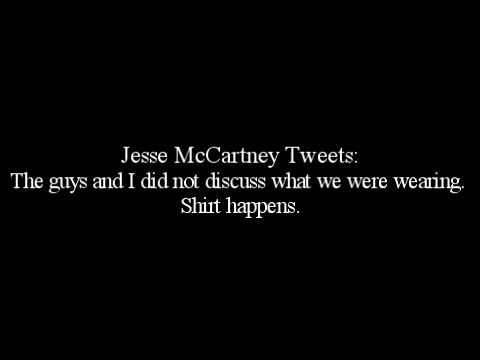 Jesse McCartney Tweets:
The guys and I did not discuss what we were wearing.
Shirt happens.